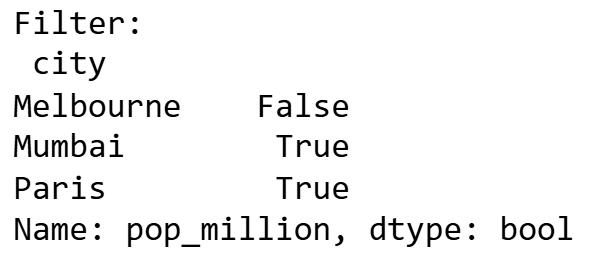 Filter:
 city
Melbourne    False
Mumbai        True
Paris         True
Name: pop_million, dtype: bool